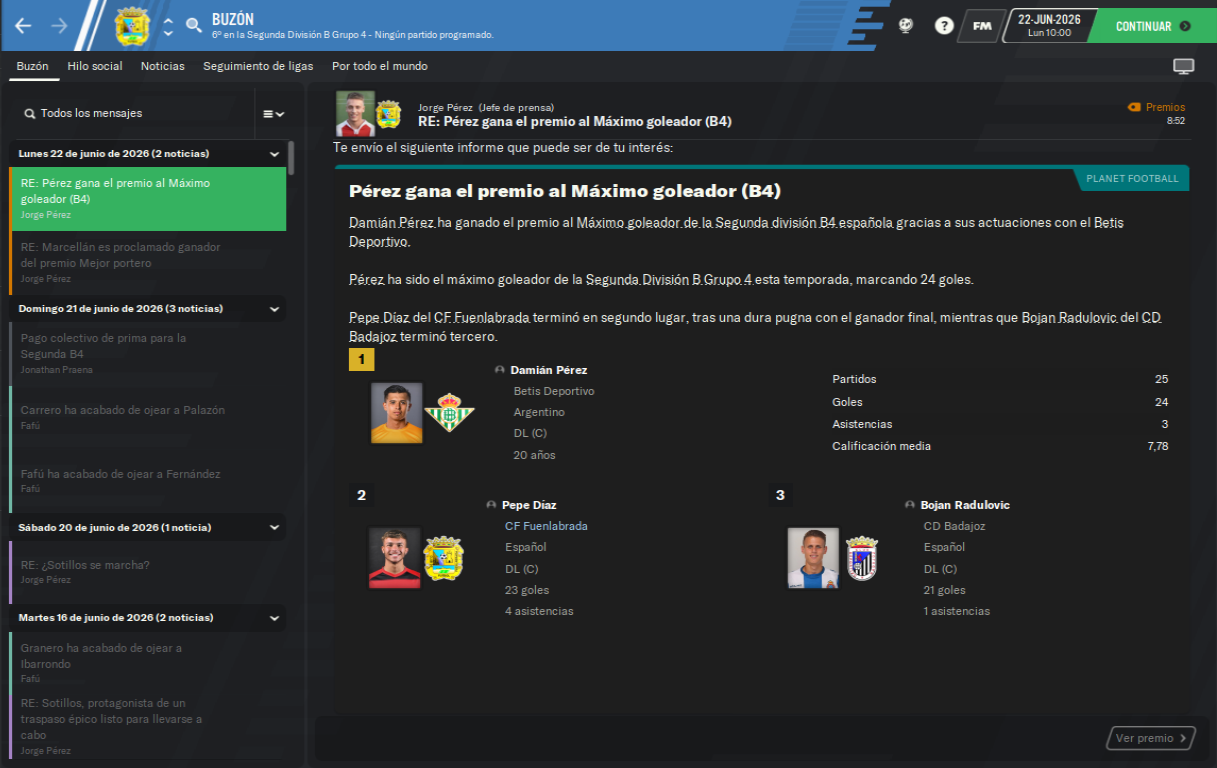 BUZÓN
6º en la Segunda División B Grupo 4 - Ningún partido programado.
?
FM
22-JUN-2026
Lun 10:00
CONTINUAR
Buzón
Hilo social
Noticias
Seguimiento de ligas
Por todo el mundo
Todos los mensajes
Lunes 22 de junio de 2026 (2 noticias)
RE: Pérez gana el premio al Máximo
goleador (B4)
Jorge Pérez
RE: Marcellán es proclamado ganador
del premio Mejor portero
Jorge Pérez
Domingo 21 de junio de 2026 (3 noticias)
Pago colectivo de prima para la
Segunda B4
Jonathan Praena
Carrero ha acabado de ojear a Palazón
Fafú
Fafú ha acabado de ojear a Fernández
Fafú
Sábado 20 de junio de 2026 (1 noticia)
RE: ¿Sotillos se marcha?
Jorge Pérez
Martes 16 de junio de 2026 (2 noticias)
Granero ha acabado de ojear a
Ibarrondo
Fafú
RE: Sotillos, protagonista de un
traspaso épico listo para llevarse a
cabo
Jorge Pérez
Jorge Pérez (Jefe de prensa)
RE: Pérez gana el premio al Máximo goleador (B4)
Premios
8:52
Te envío el siguiente informe que puede ser de tu interés:
PLANET FOOTBALL
Pérez gana el premio al Máximo goleador (B4)
Damián Pérez ha ganado el premio al Máximo goleador de la Segunda división B4 española gracias a sus actuaciones con el Betis
Deportivo.
Pérez ha sido el máximo goleador de la Segunda División B Grupo 4 esta temporada, marcando 24 goles.
Pepe Díaz del CF Fuenlabrada terminó en segundo lugar, tras una dura pugna con el ganador final, mientras que Bojan Radulovic del CD
Badajoz terminó tercero.
1
Damián Pérez
Betis Deportivo
Argentino
DL (C)
20 años
Partidos 25
Goles 24
Asistencias 3
Calificación media 7,78
2
Pepe Díaz
CF Fuenlabrada
Español
DL (C)
23 goles
4 asistencias
3
Bojan Radulovic
CD Badajoz
Español
DL (C)
21 goles
1 asistencias
Ver premio